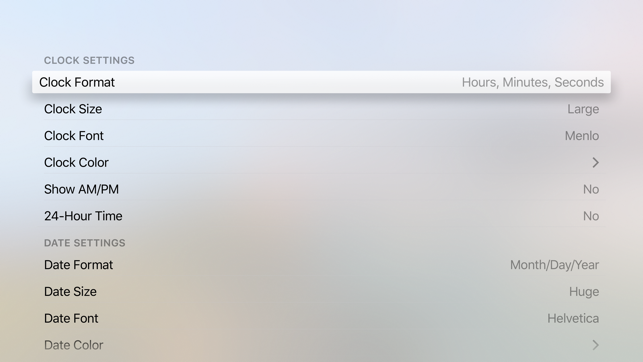 CLOCK SETTINGS
Clock Format Hours, Minutes, Seconds
Clock Size Large
Clock Font Menlo
Clock Color
Show AM/PM No
24-Hour Time No
DATE SETTINGS
Date Format Month/Day/Year
Date Size Huge
Date Font Helvetica
Date Color